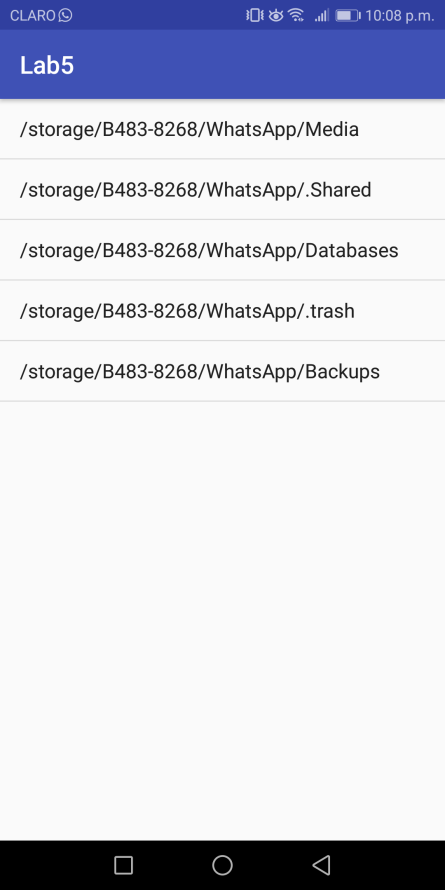 CLARO
10:08 p.m.
Lab5
/storage/B483-8268/WhatsApp/Media
/storage/B483-8268/WhatsApp/.Shared
/storage/B483-8268/WhatsApp/Databases
/storage/B483-8268/WhatsApp/.trash
/storage/B483-8268/WhatsApp/Backups